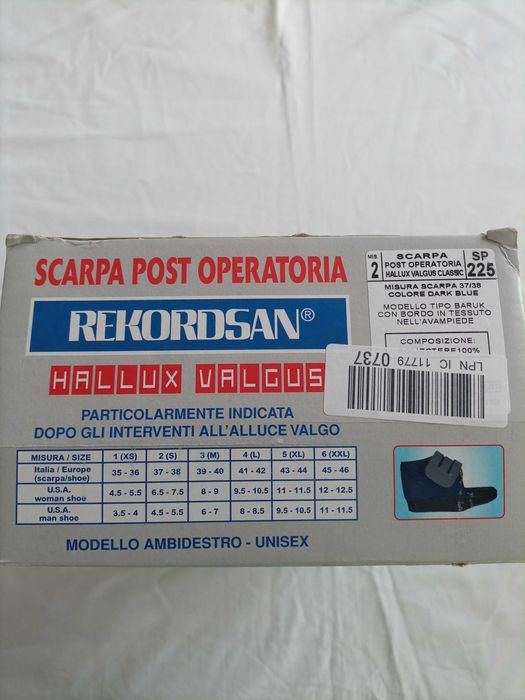 SCARPA POST OPERATORIA
REKORDSAN®
HALLUX VALGUS
PARTICOLARMENTE INDICATA
DOPO GLI INTERVENTI ALL'ALLUCE VALGO
MISURA / SIZE 1 (XS) 2 (S) 3 (M) 4 (L) 5 (XL) 6 (XXL)
Italia / Europe (scarpa/shoe) 35 - 36 37 - 38 39 - 40 41 - 42 43 - 44 45 - 46
U.S.A. woman shoe 4.5 - 5.5 6.5 - 7.5 8 - 9 9.5 - 10.5 11 - 11.5 12 - 12.5
U.S.A. man shoe 3.5 - 4 4.5 - 5.5 6 - 7 8 - 8.5 9.5 - 10.5 11 - 11.5
MODELLO AMBIDESTRO - UNISEX
MIS. 2
SCARPA
POST OPERATORIA
HALLUX VALGUS CLASSIC
SP
225
MISURA SCARPA 37/38
COLORE DARK BLUE
MODELLO TIPO BARUK
CON BORDO IN TESSUTO
NELL'AVAMPIEDE
COMPOSIZIONE:
LPN IC 11779 0737